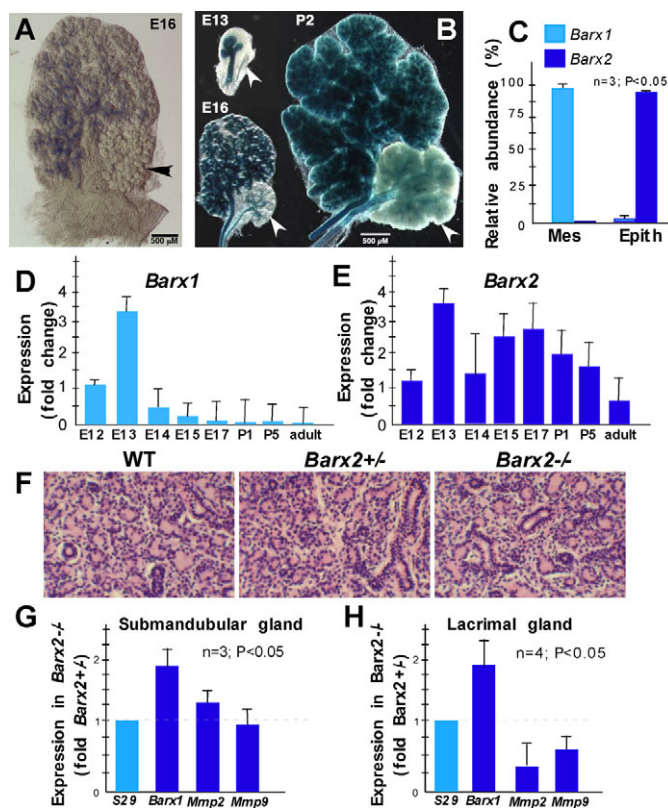 A
E16
500 µM
E13
P2
B
E16
500 µM
C
Barx1
Barx2
n=3; P<0.05
Relative abundance (%)
100
75
50
25
0
Mes
Epith
D
Barx1
Expression
(fold change)
4
3
2
1
0
E12 E13 E14 E15 E17 P1 P5 adult
E
Barx2
Expression
(fold change)
4
3
2
1
0
E12 E13 E14 E15 E17 P1 P5 adult
WT
Barx2+/-
Barx2-/-
F
G
Submandubular gland
n=3; P<0.05
Expression in Barx2-/-
(fold Barx2+/-)
2
1
0
S29 Barx1 Mmp2 Mmp9
H
Lacrimal gland
n=4; P<0.05
Expression in Barx2-/-
(fold Barx2+/-)
2
1
0
S29 Barx1 Mmp2 Mmp9